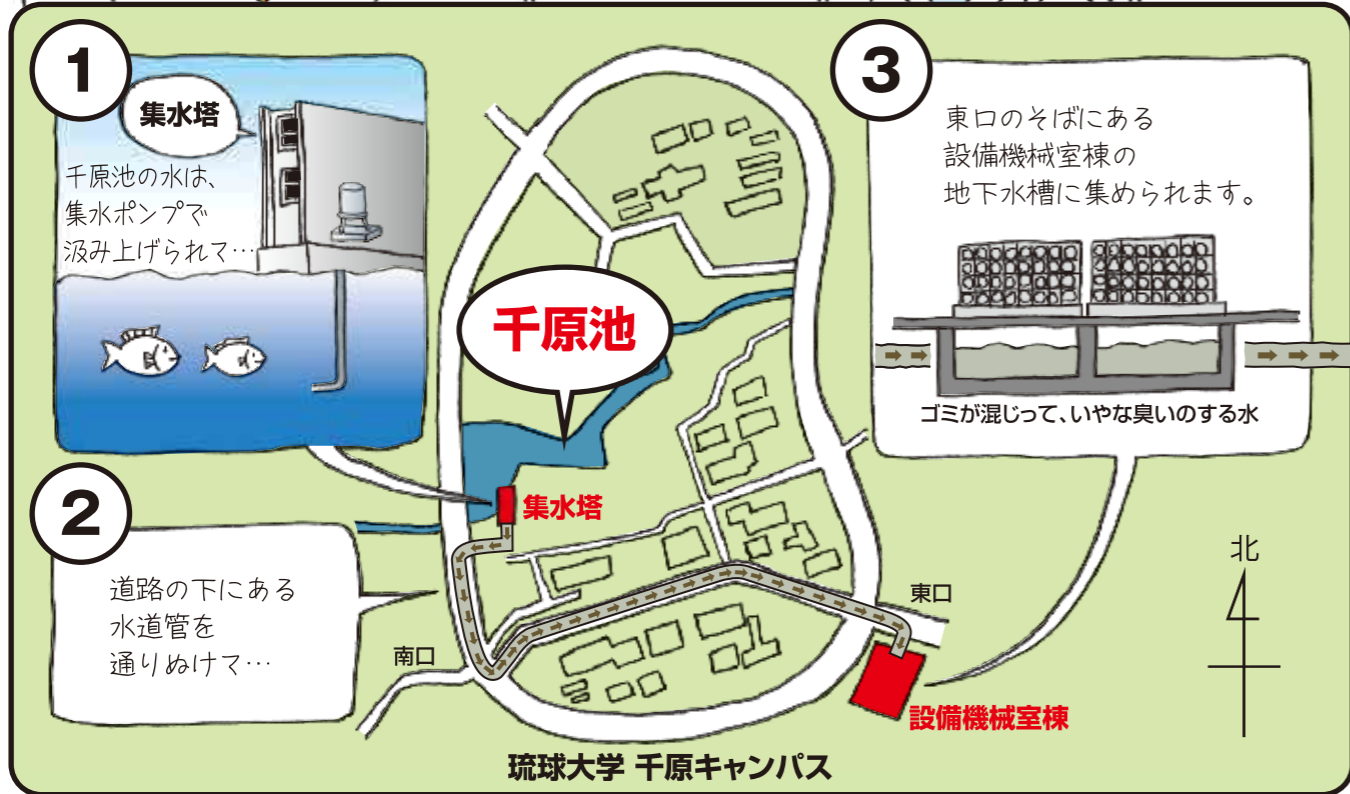 1
集水塔
千原池の水は、
集水ポンプで
汲み上げられて…
2
道路の下にある
水道管を
通りぬけて…
3
東口のそばにある
設備機械室棟の
地下水槽に集められます。
ゴミが混じって、いやな臭いのする水
千原池
集水塔
南口
東口
設備機械室棟
北
琉球大学 千原キャンパス